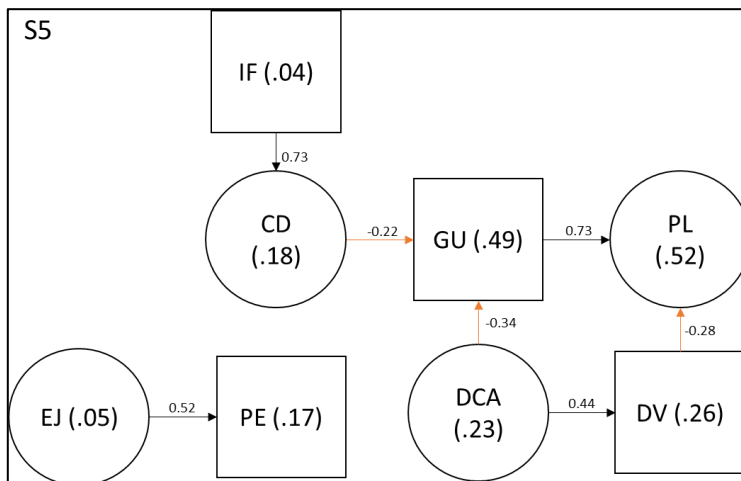 S5
IF (.04)
0.73
CD
(.18)
-0.22
GU (.49)
0.73
PL
(.52)
-0.34
-0.28
EJ (.05)
0.52
PE (.17)
DCA
(.23)
0.44
DV (.26)